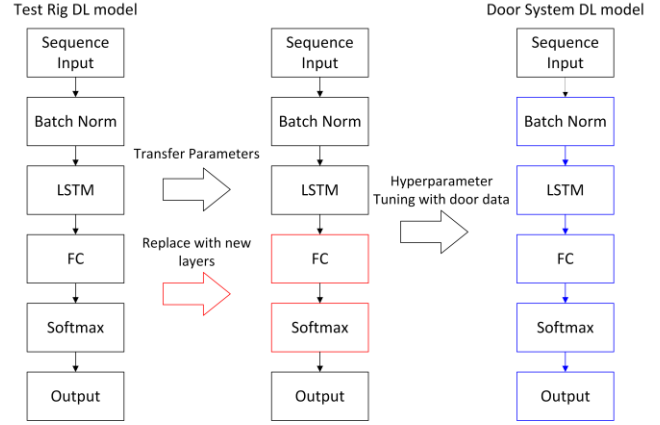 Test Rig DL model
Sequence
Input
Batch Norm
LSTM
FC
Softmax
Output
Transfer Parameters
Replace with new
layers
Sequence
Input
Batch Norm
LSTM
FC
Softmax
Output
Hyperparameter
Tuning with door data
Door System DL model
Sequence
Input
Batch Norm
LSTM
FC
Softmax
Output